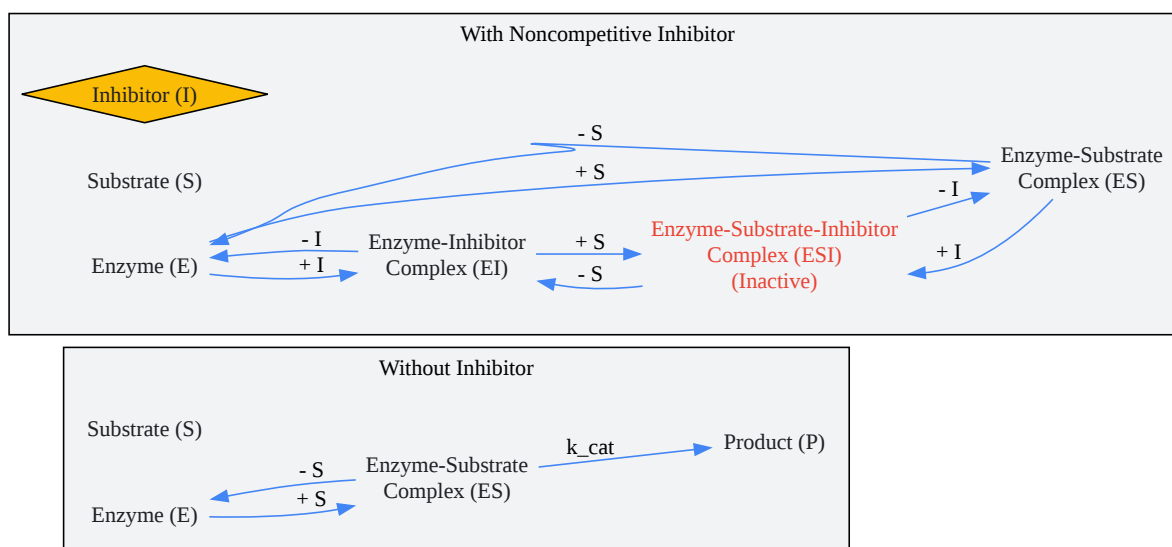 With Noncompetitive Inhibitor
Inhibitor (I)
- S
Enzyme-Substrate
Complex (ES)
+ S
Substrate (S)
- I
Enzyme-Substrate-Inhibitor
Complex (ESI)
(Inactive)
- I
Enzyme-Inhibitor
Complex (EI)
+ S
+ I
Enzyme (E)
+ I
- S
Without Inhibitor
Substrate (S)
k_cat
Product (P)
Enzyme-Substrate
Complex (ES)
- S
+ S
Enzyme (E)